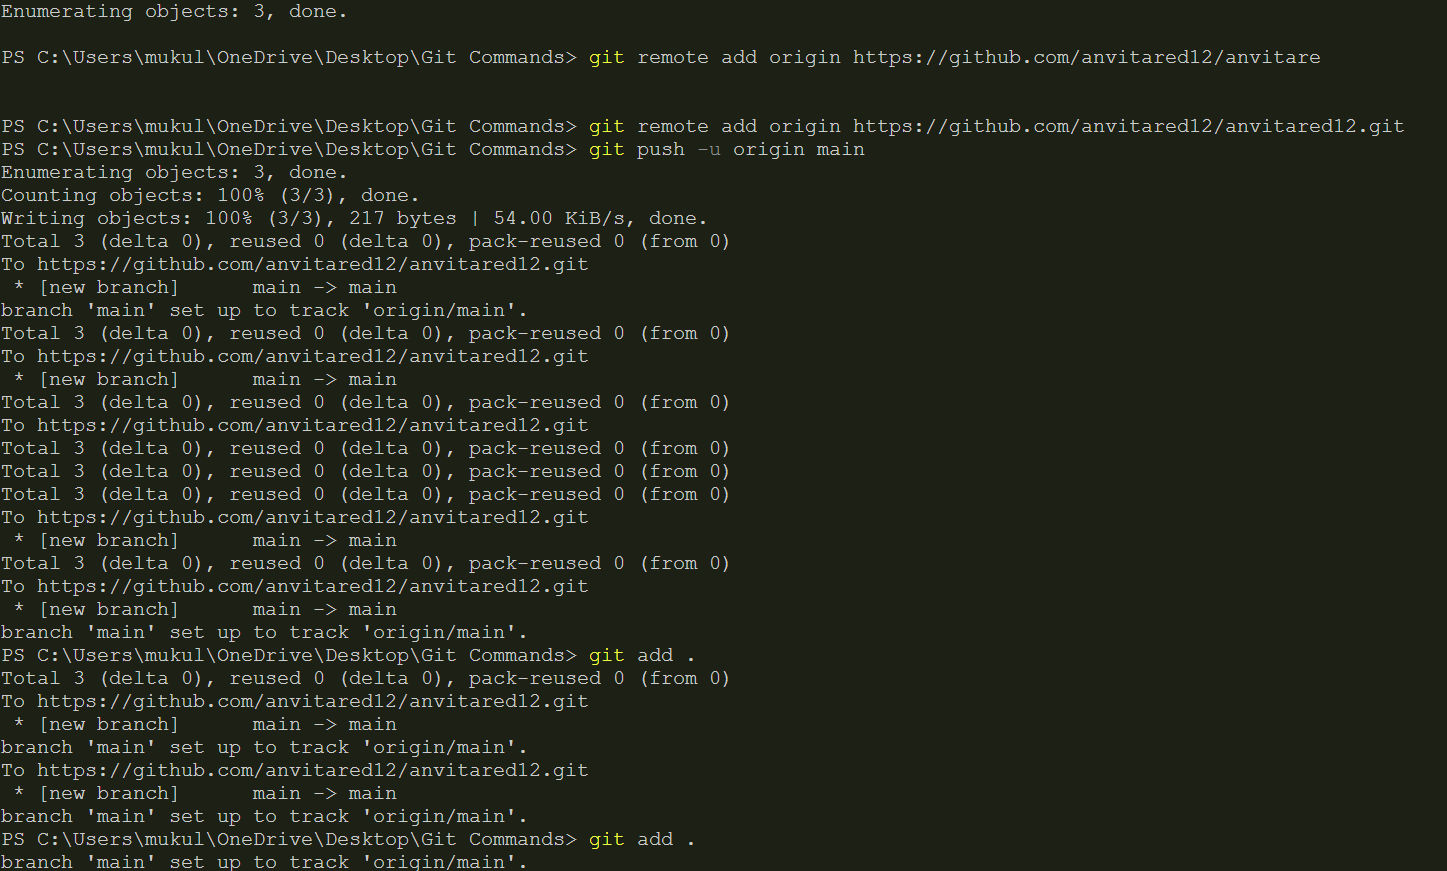 Enumerating objects: 3, done.
PS C:\Users\mukul\OneDrive\Desktop\Git Commands> git remote add origin https://github.com/anvitared12/anvitare
PS C:\Users\mukul\OneDrive\Desktop\Git Commands> git remote add origin https://github.com/anvitared12/anvitared12.git
PS C:\Users\mukul\OneDrive\Desktop\Git Commands> git push -u origin main
Enumerating objects: 3, done.
Counting objects: 100% (3/3), done.
Writing objects: 100% (3/3), 217 bytes | 54.00 KiB/s, done.
Total 3 (delta 0), reused 0 (delta 0), pack-reused 0 (from 0)
To https://github.com/anvitared12/anvitared12.git
 * [new branch]      main -> main
branch 'main' set up to track 'origin/main'.
Total 3 (delta 0), reused 0 (delta 0), pack-reused 0 (from 0)
To https://github.com/anvitared12/anvitared12.git
 * [new branch]      main -> main
Total 3 (delta 0), reused 0 (delta 0), pack-reused 0 (from 0)
To https://github.com/anvitared12/anvitared12.git
Total 3 (delta 0), reused 0 (delta 0), pack-reused 0 (from 0)
Total 3 (delta 0), reused 0 (delta 0), pack-reused 0 (from 0)
Total 3 (delta 0), reused 0 (delta 0), pack-reused 0 (from 0)
To https://github.com/anvitared12/anvitared12.git
 * [new branch]      main -> main
Total 3 (delta 0), reused 0 (delta 0), pack-reused 0 (from 0)
To https://github.com/anvitared12/anvitared12.git
 * [new branch]      main -> main
branch 'main' set up to track 'origin/main'.
PS C:\Users\mukul\OneDrive\Desktop\Git Commands> git add .
Total 3 (delta 0), reused 0 (delta 0), pack-reused 0 (from 0)
To https://github.com/anvitared12/anvitared12.git
 * [new branch]      main -> main
branch 'main' set up to track 'origin/main'.
To https://github.com/anvitared12/anvitared12.git
 * [new branch]      main -> main
branch 'main' set up to track 'origin/main'.
PS C:\Users\mukul\OneDrive\Desktop\Git Commands> git add .
branch 'main' set up to track 'origin/main'.